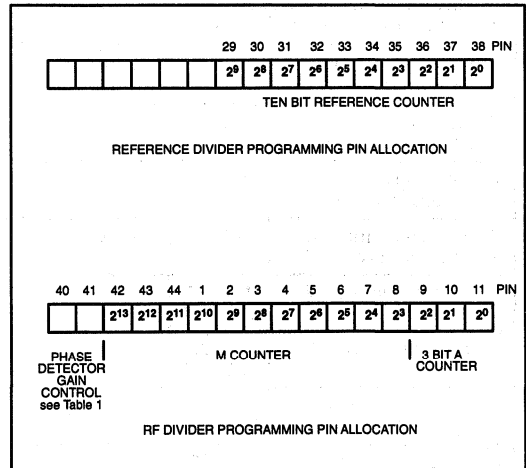 29 30 31 32 33 34 35 36 37 38 PIN
2⁹ 2⁸ 2⁷ 2⁶ 2⁵ 2⁴ 2³ 2² 2¹ 2⁰
TEN BIT REFERENCE COUNTER
REFERENCE DIVIDER PROGRAMMING PIN ALLOCATION
40 41 42 43 44 1 2 3 4 5 6 7 8 9 10 11 PIN
2¹³ 2¹² 2¹¹ 2¹⁰ 2⁹ 2⁸ 2⁷ 2⁶ 2⁵ 2⁴ 2³ 2² 2¹ 2⁰
PHASE DETECTOR GAIN CONTROL see Table 1
M COUNTER
3 BIT A COUNTER
RF DIVIDER PROGRAMMING PIN ALLOCATION